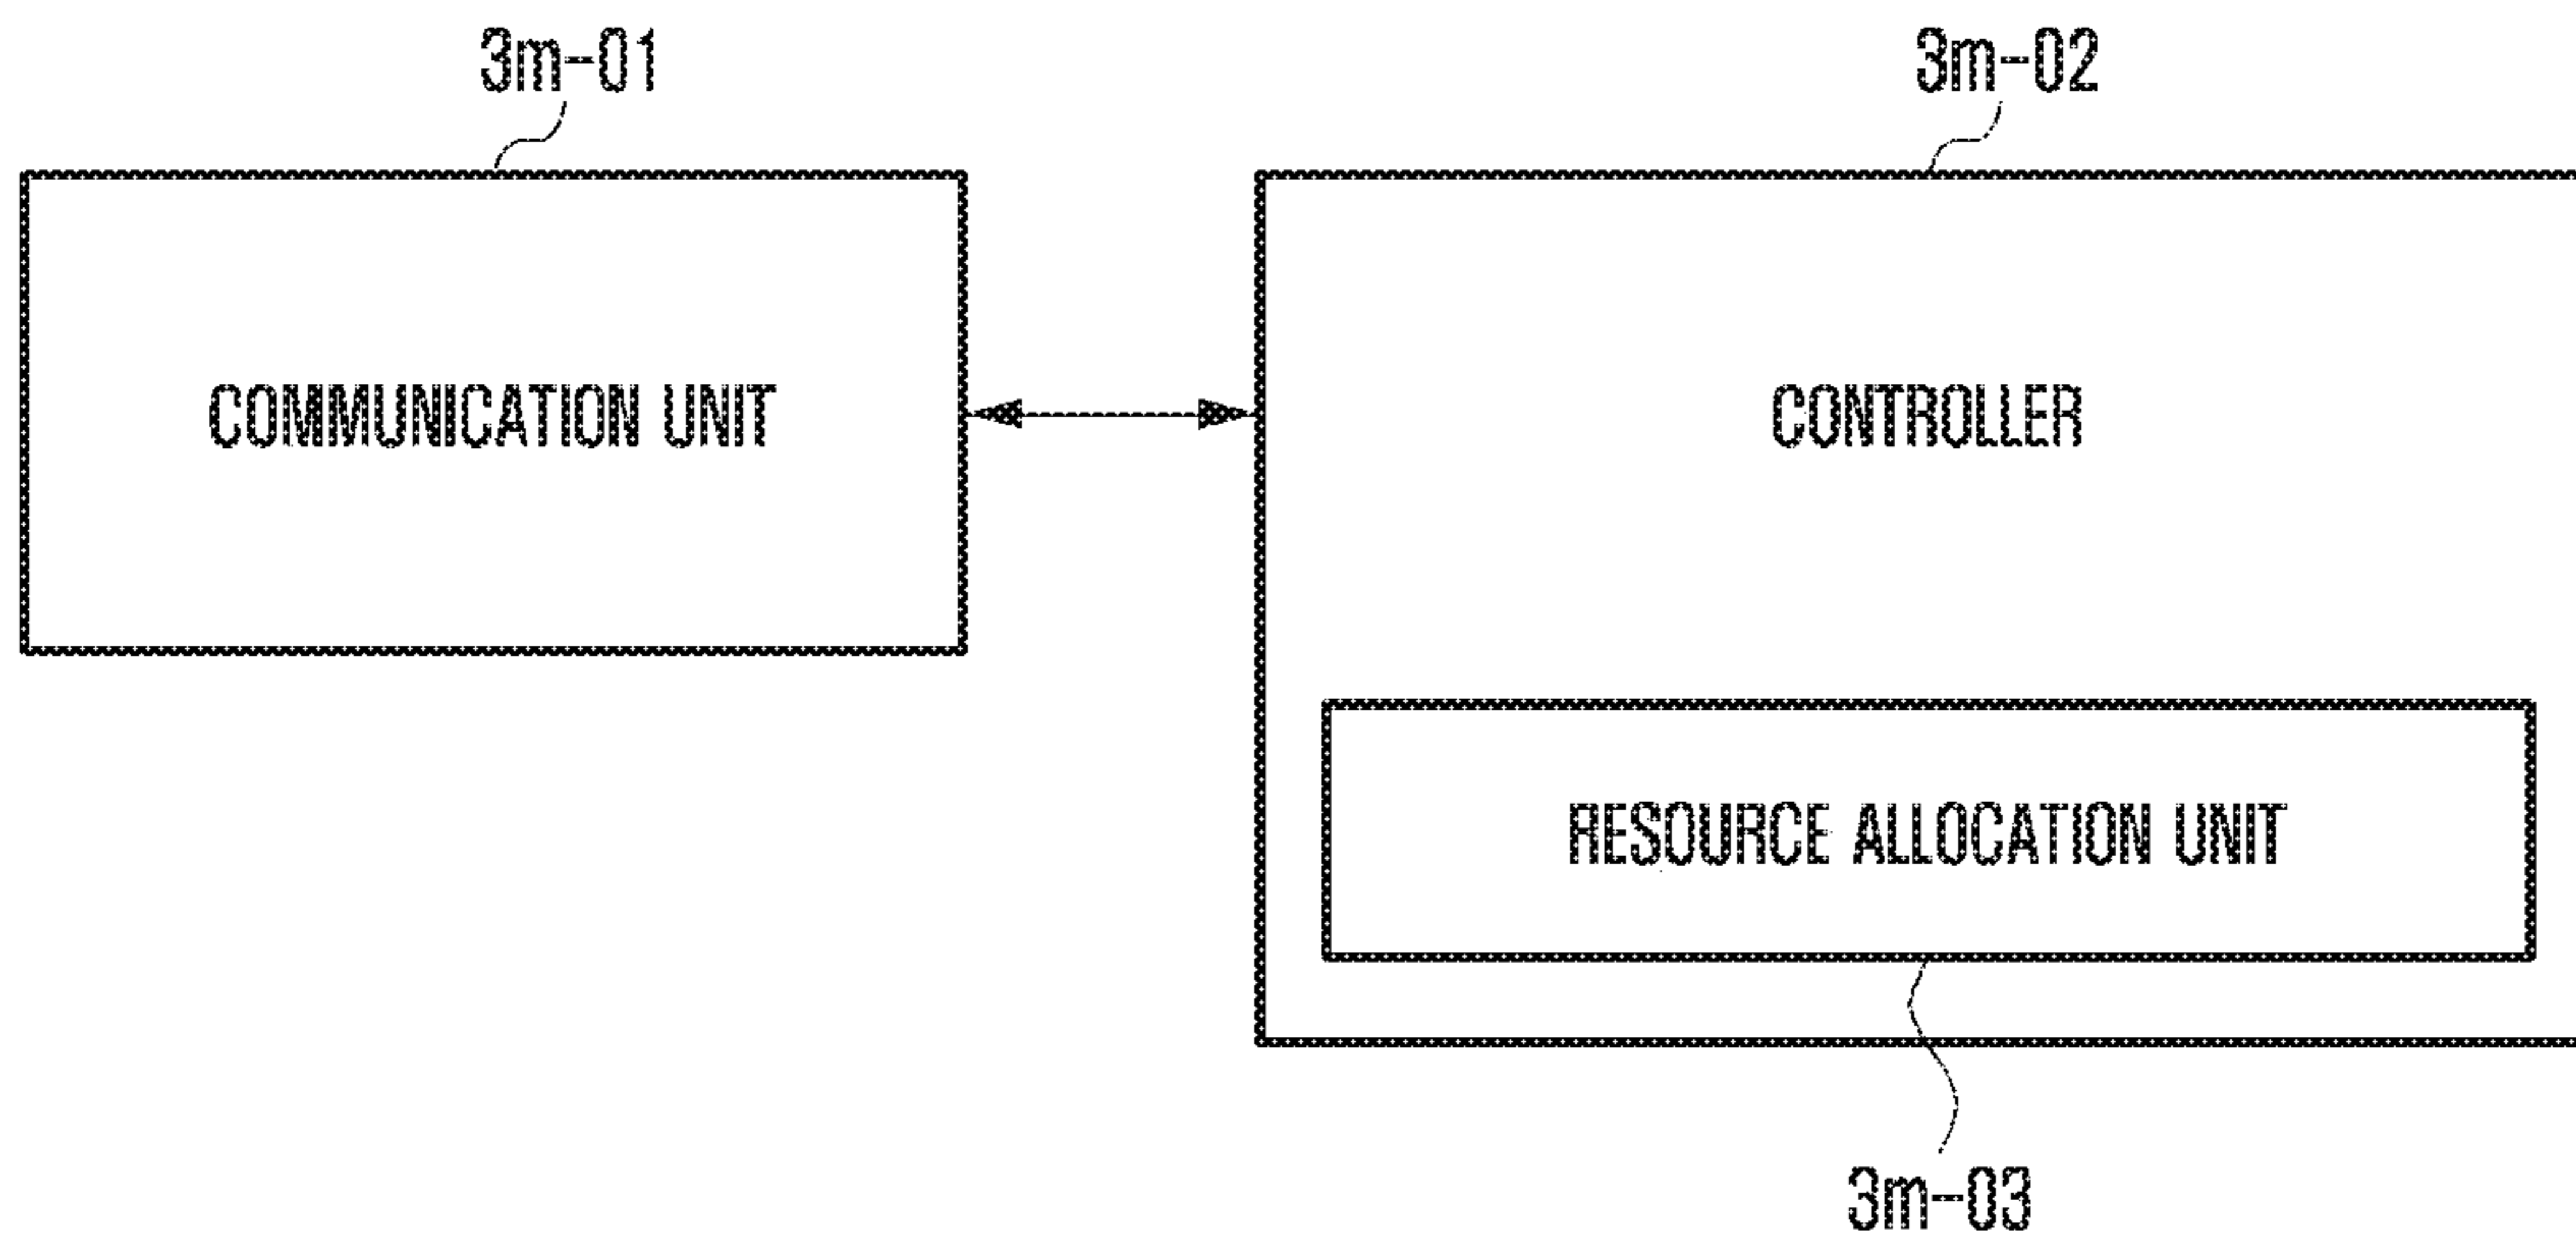 3m-01
3m-02
COMMUNICATION UNIT
CONTROLLER
RESOURCE ALLOCATION UNIT
3m-03